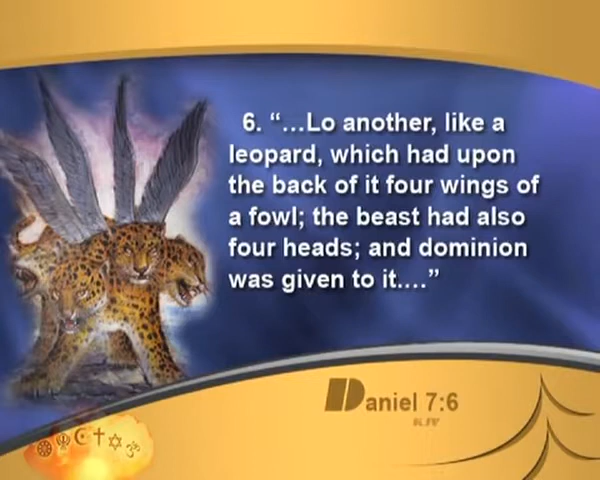 6. “...Lo another, like a
leopard, which had upon
the back of it four wings of
a fowl; the beast had also
four heads; and dominion
was given to it....”
Daniel 7:6